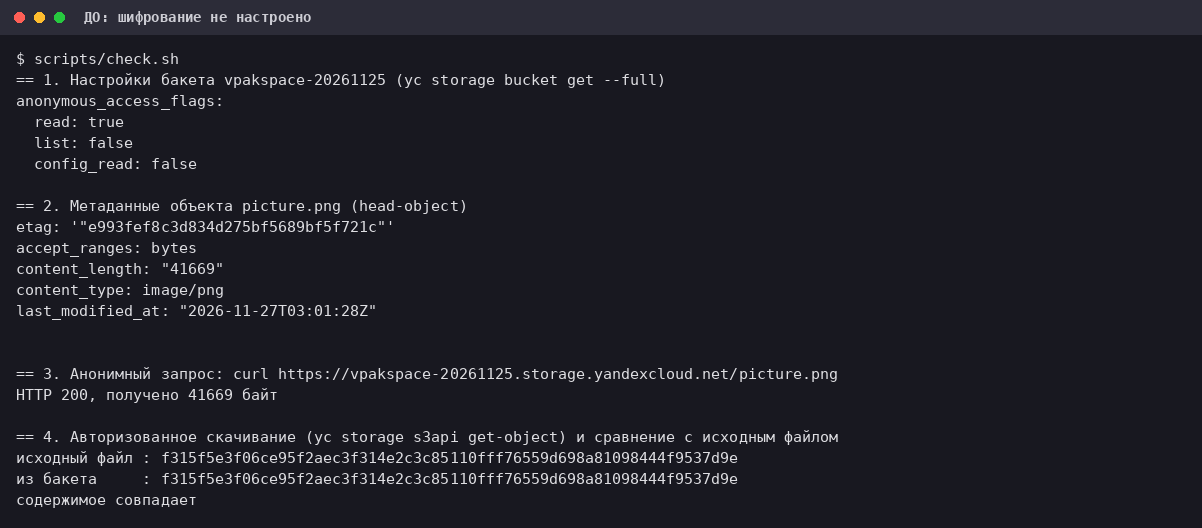 ДО: шифрование не настроено
$ scripts/check.sh
== 1. Настройки бакета vpakspace-20261125 (yc storage bucket get --full)
anonymous_access_flags:
  read: true
  list: false
  config_read: false
== 2. Метаданные объекта picture.png (head-object)
etag: '"e993fef8c3d834d275bf5689bf5f721c"'
accept_ranges: bytes
content_length: "41669"
content_type: image/png
last_modified_at: "2026-11-27T03:01:28Z"
== 3. Анонимный запрос: curl https://vpakspace-20261125.storage.yandexcloud.net/picture.png
HTTP 200, получено 41669 байт
== 4. Авторизованное скачивание (yc storage s3api get-object) и сравнение с исходным файлом
исходный файл : f315f5e3f06ce95f2aec3f314e2c3c85110fff76559d698a81098444f9537d9e
из бакета     : f315f5e3f06ce95f2aec3f314e2c3c85110fff76559d698a81098444f9537d9e
содержимое совпадает